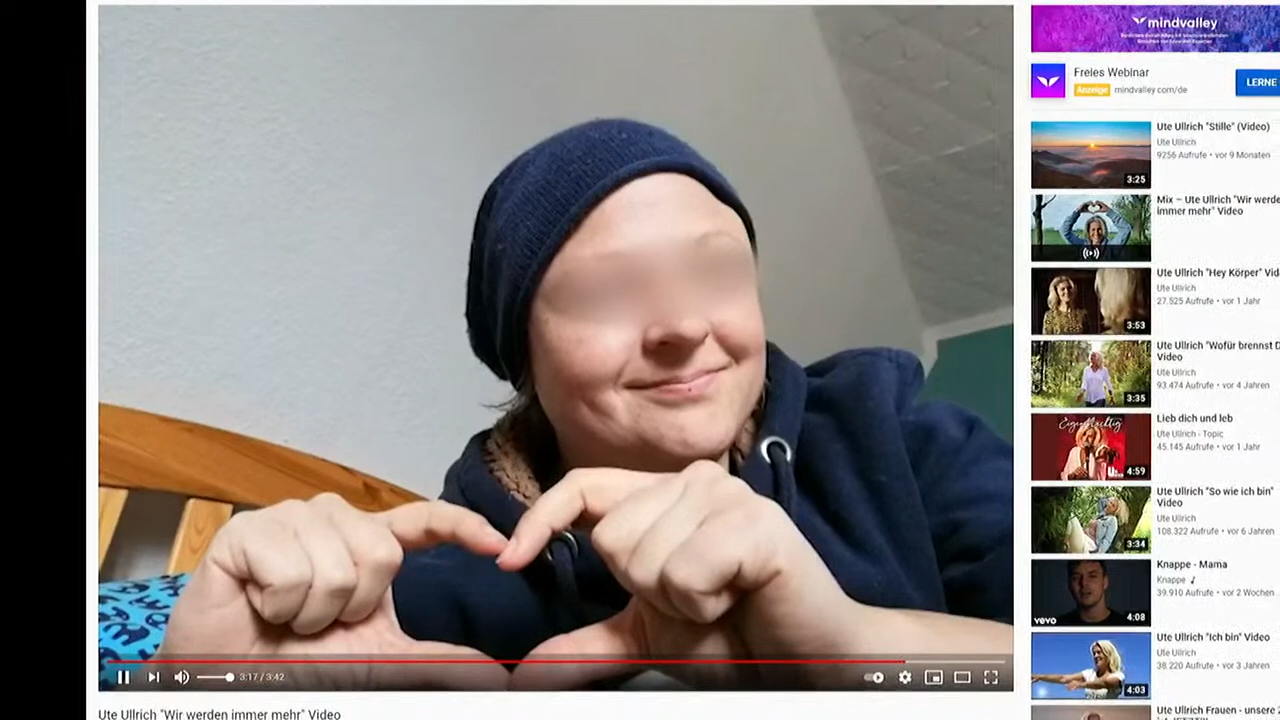 3:17 / 3:42
Ute Ullrich "Wir werden immer mehr" Video
mindvalley
Freies Webinar
Anzeige mindvalley.com/de
LERNE
3:25
Ute Ullrich "Stille" (Video)
Ute Ullrich
9256 Aufrufe • vor 9 Monaten
Mix – Ute Ullrich "Wir werde
immer mehr" Video
3:53
Ute Ullrich "Hey Körper" Vid
Ute Ullrich
27.525 Aufrufe • vor 1 Jahr
3:35
Ute Ullrich "Wofür brennst D
Video
Ute Ullrich
93.474 Aufrufe • vor 4 Jahren
Eigenmächtig
4:59
Lieb dich und leb
Ute Ullrich - Topic
45.145 Aufrufe • vor 1 Jahr
3:34
Ute Ullrich "So wie ich bin"
Video
Ute Ullrich
108.322 Aufrufe • vor 6 Jahren
vevo
4:08
Knappe - Mama
Knappe
39.910 Aufrufe • vor 2 Wochen
4:03
Ute Ullrich "Ich bin" Video
Ute Ullrich
38.220 Aufrufe • vor 3 Jahren
Ute Ullrich Frauen - unsere